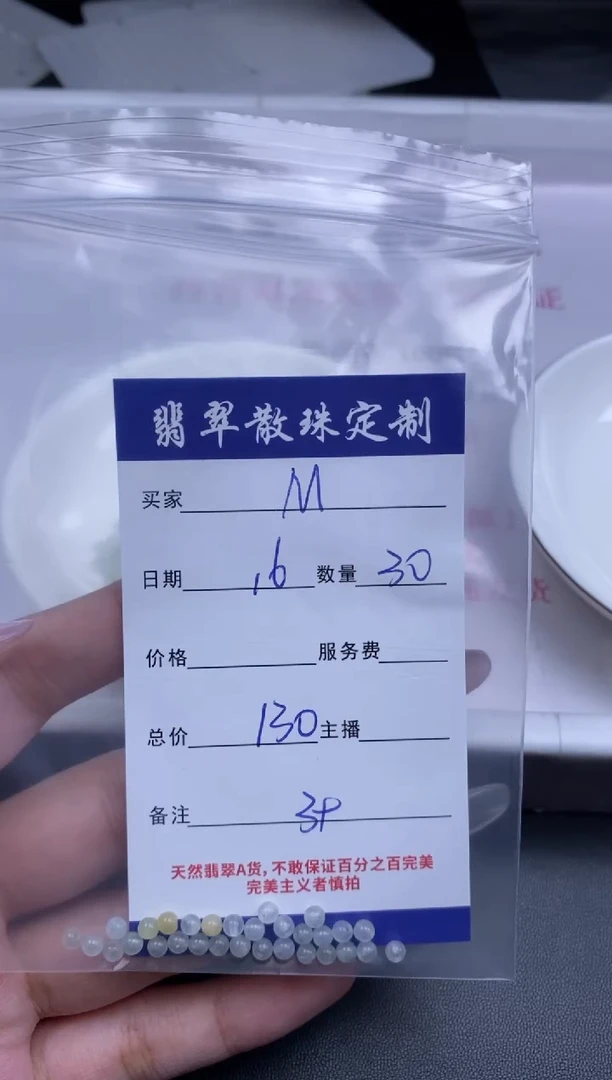 翡翠散珠定制
买家 M
日期 .6 数量 30
价格 服务费
总价 130 主播
备注 3P
天然翡翠A货,不敢保证百分之百完美
完美主义者慎拍